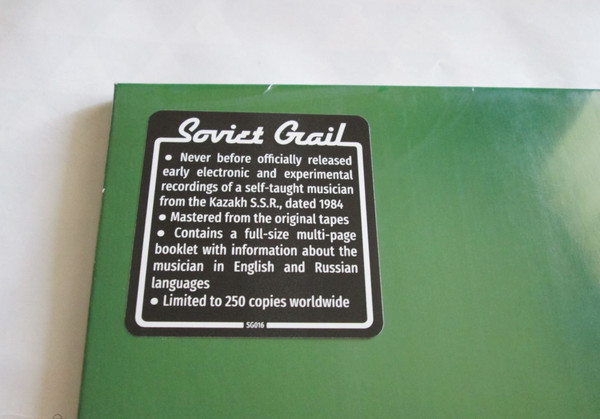 Soviet Grail
● Never before officially released
early electronic and experimental
recordings of a self-taught musician
from the Kazakh S.S.R., dated 1984
● Mastered from the original tapes
● Contains a full-size multi-page
booklet with information about the
musician in English and Russian
languages
● Limited to 250 copies worldwide
SG016